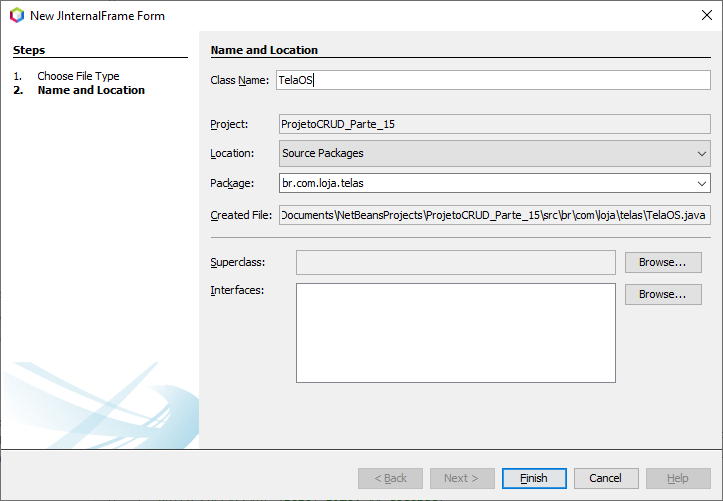 New JInternalFrame Form
Steps
1. Choose File Type
2. Name and Location
Name and Location
Class Name: TelaOS
Project: ProjetoCRUD_Parte_15
Location: Source Packages
Package: br.com.loja.telas
Created File: Documents\NetBeansProjects\ProjetoCRUD_Parte_15\src\br\com\loja\telas\TelaOS.java
Superclass: Browse...
Interfaces: Browse...
< Back Next > Finish Cancel Help